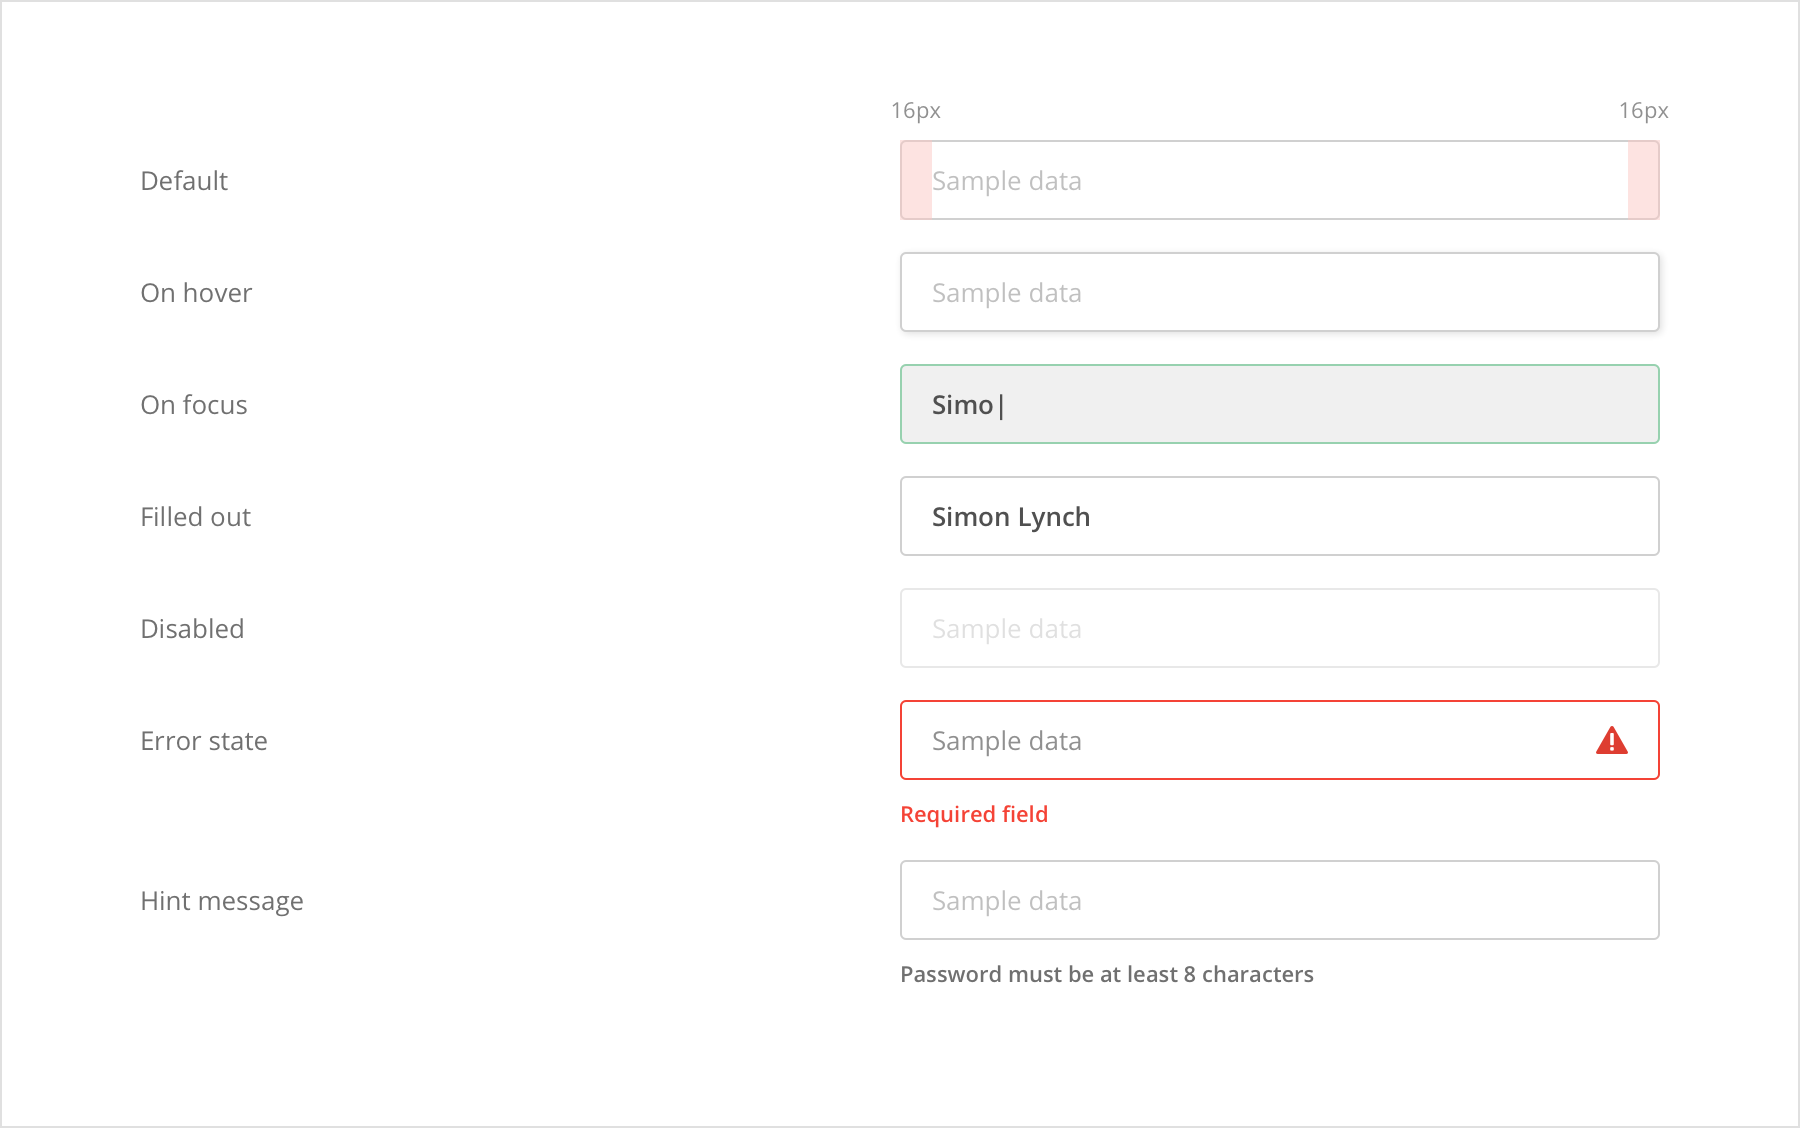 16px 16px
Default Sample data
On hover Sample data
On focus Simo|
Filled out Simon Lynch
Disabled Sample data
Error state Sample data
Required field
Hint message Sample data
Password must be at least 8 characters